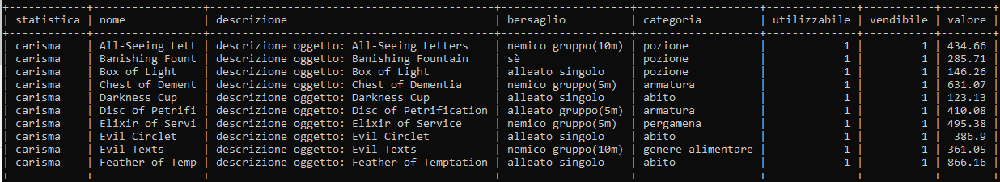 statistica | nome | descrizione | bersaglio | categoria | utilizzabile | vendibile | valore
carisma | All-Seeing Lett | descrizione oggetto: All-Seeing Letters | nemico gruppo(10m) | pozione | 1 | 1 | 434.66
carisma | Banishing Fount | descrizione oggetto: Banishing Fountain | sè | pozione | 1 | 1 | 285.71
carisma | Box of Light | descrizione oggetto: Box of Light | alleato singolo | pozione | 1 | 1 | 146.26
carisma | Chest of Dement | descrizione oggetto: Chest of Dementia | nemico gruppo(5m) | armatura | 1 | 1 | 631.07
carisma | Darkness Cup | descrizione oggetto: Darkness Cup | alleato singolo | abito | 1 | 1 | 123.13
carisma | Disc of Petrifi | descrizione oggetto: Disc of Petrification | alleato gruppo(5m) | armatura | 1 | 1 | 410.08
carisma | Elixir of Servi | descrizione oggetto: Elixir of Service | nemico gruppo(5m) | pergamena | 1 | 1 | 495.38
carisma | Evil Circlet | descrizione oggetto: Evil Circlet | alleato singolo | abito | 1 | 1 | 386.9
carisma | Evil Texts | descrizione oggetto: Evil Texts | nemico gruppo(10m) | genere alimentare | 1 | 1 | 361.05
carisma | Feather of Temp | descrizione oggetto: Feather of Temptation | alleato singolo | abito | 1 | 1 | 866.16